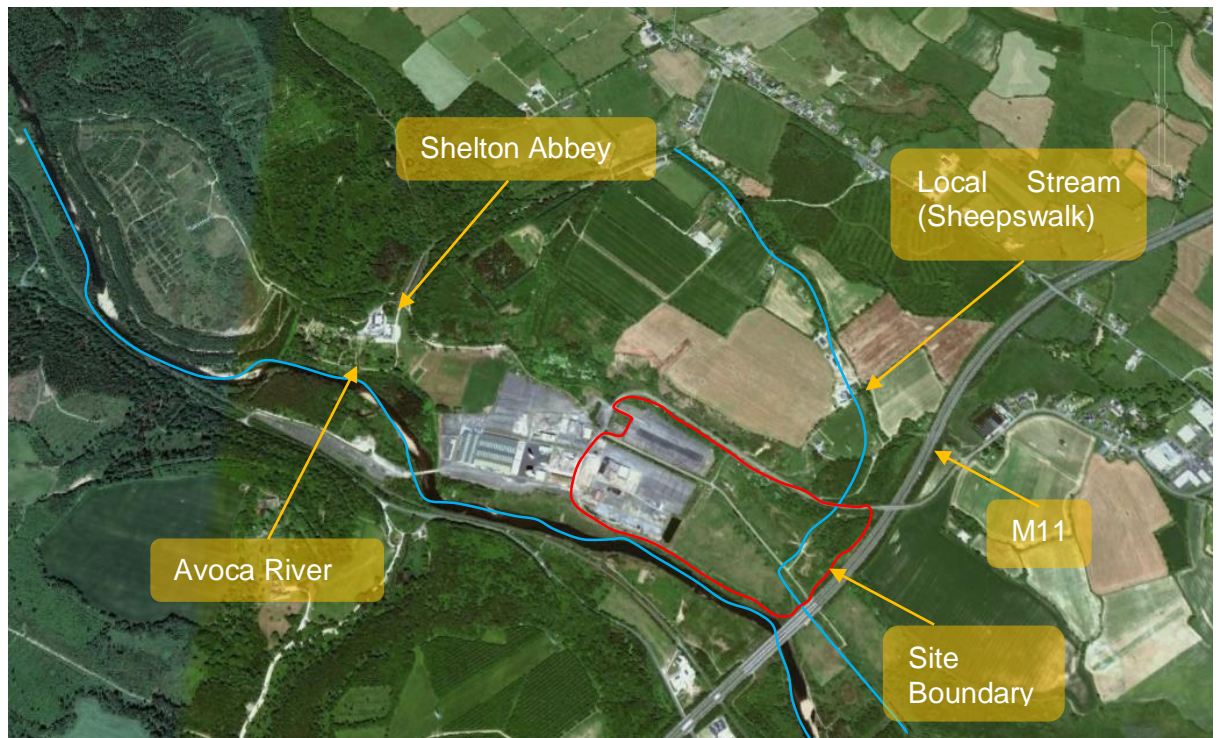 Shelton Abbey
Local Stream
(Sheepswalk)
M11
Avoca River
Site
Boundary